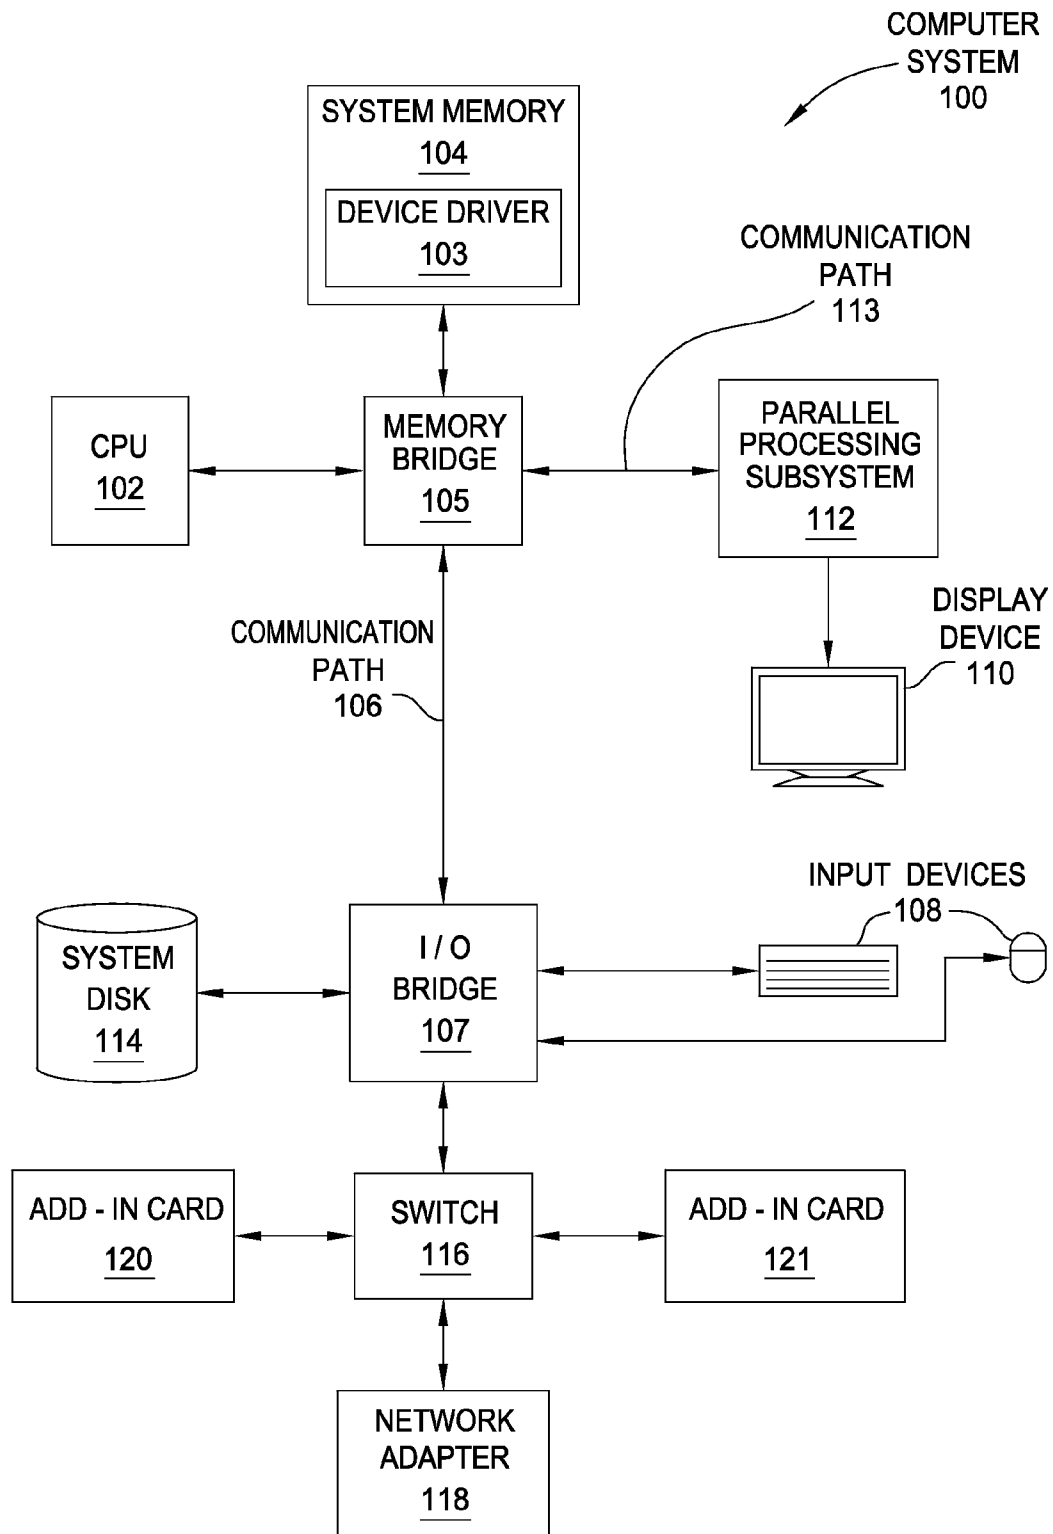 COMPUTER
SYSTEM
100
SYSTEM MEMORY
104
DEVICE DRIVER
103
COMMUNICATION
PATH
113
CPU
102
MEMORY
BRIDGE
105
PARALLEL
PROCESSING
SUBSYSTEM
112
COMMUNICATION
PATH
106
DISPLAY
DEVICE
110
INPUT DEVICES
108
SYSTEM
DISK
114
I / O
BRIDGE
107
ADD - IN CARD
120
SWITCH
116
ADD - IN CARD
121
NETWORK
ADAPTER
118